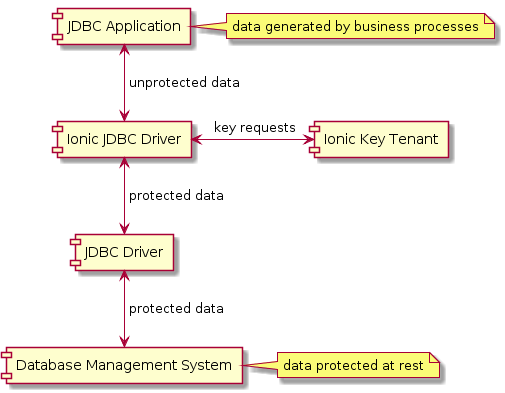 JDBC Application
data generated by business processes
unprotected data
Ionic JDBC Driver
key requests
Ionic Key Tenant
protected data
JDBC Driver
protected data
Database Management System
data protected at rest